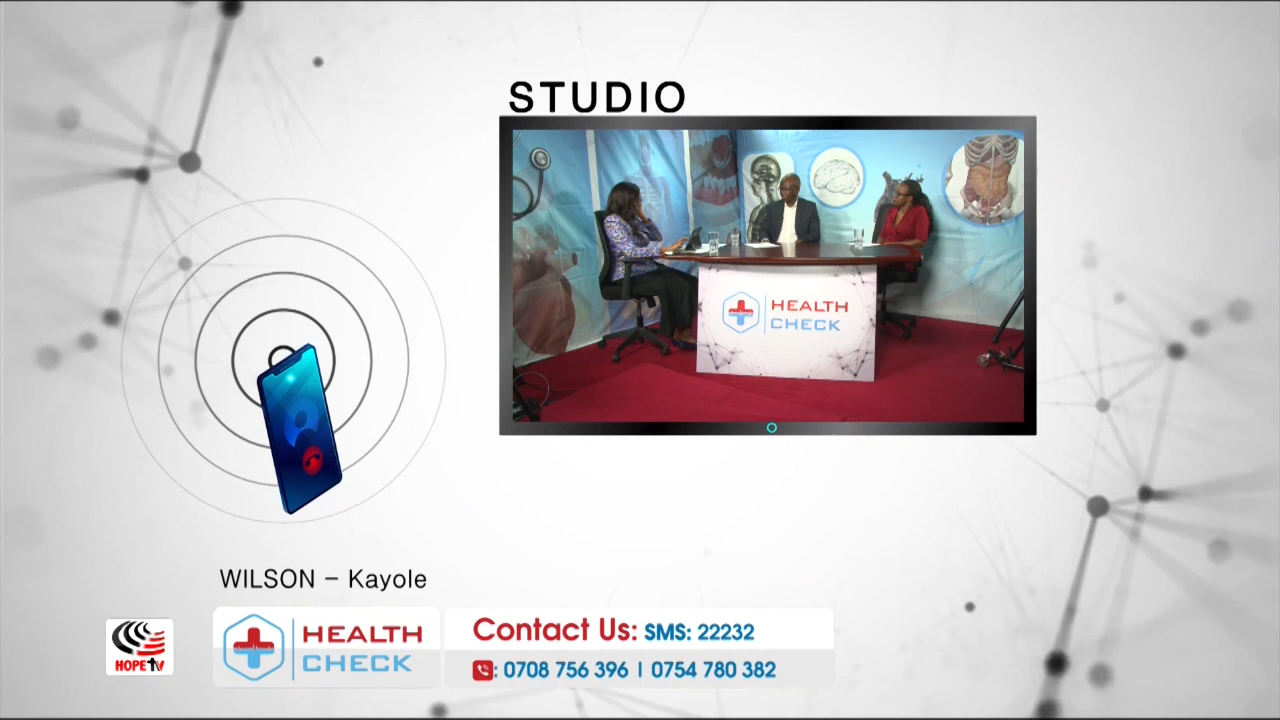 STUDIO
HEALTH
CHECK
WILSON – Kayole
HOPE TV
HEALTH
CHECK
Contact Us: SMS: 22232
: 0708 756 396 | 0754 780 382